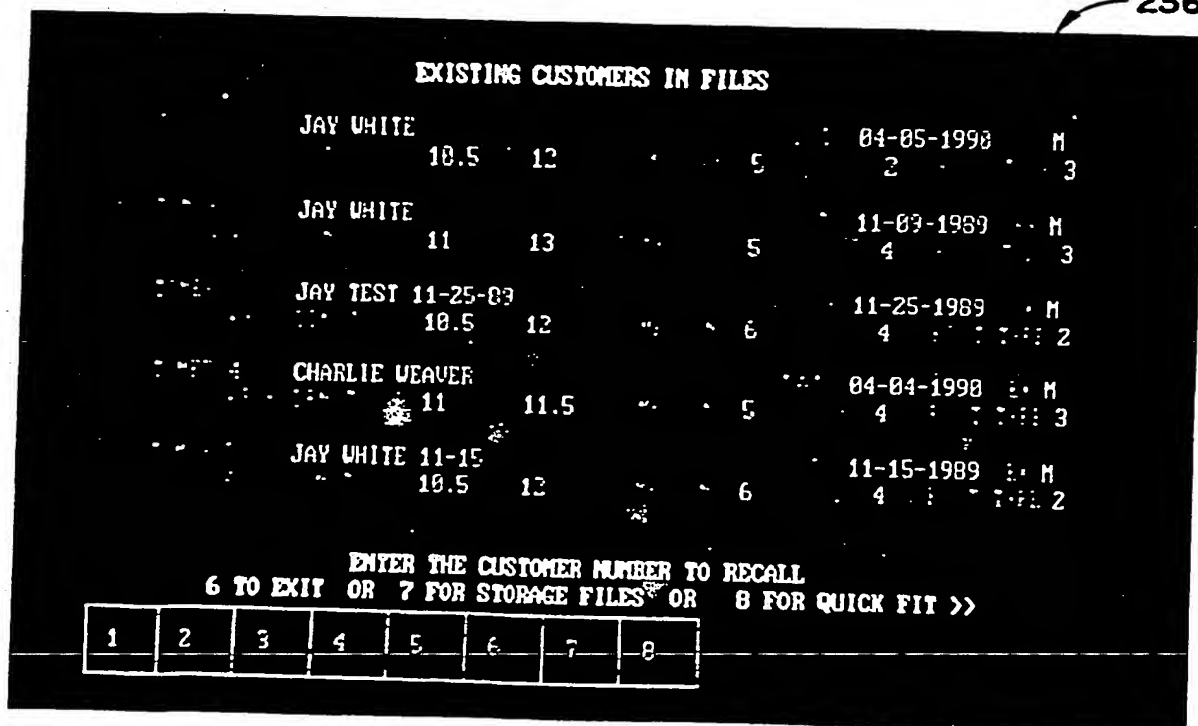 236
EXISTING CUSTOMERS IN FILES
JAY WHITE 04-05-1990 M
10.5 12 5 2 3
JAY WHITE 11-09-1989 M
11 13 5 4 3
JAY TEST 11-25-89 11-25-1989 M
10.5 12 6 4 2
CHARLIE WEAVER 04-04-1990 M
11 11.5 5 4 3
JAY WHITE 11-15 11-15-1989 M
10.5 6 4 2
ENTER THE CUSTOMER NUMBER TO RECALL
6 TO EXIT OR 7 FOR STORAGE FILES OR 8 FOR QUICK FIT >>
1 2 3 4 5 6 7 8